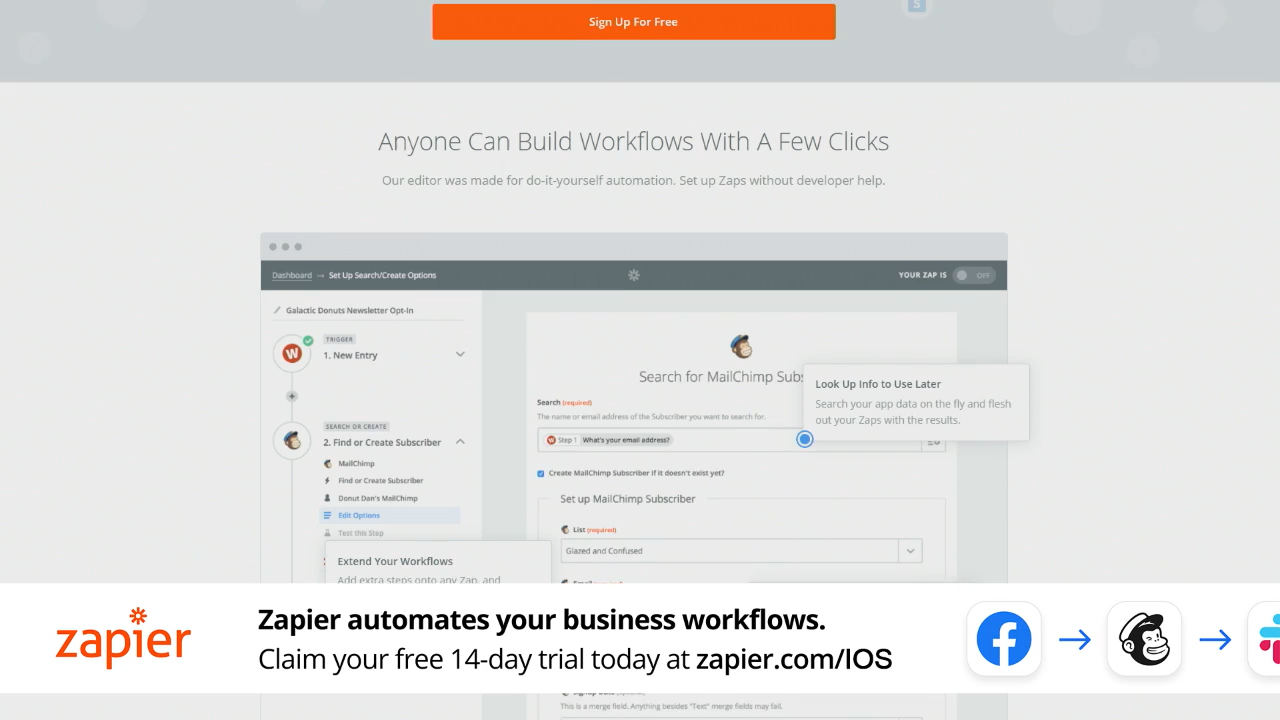 Sign Up For Free
Anyone Can Build Workflows With A Few Clicks
Our editor was made for do-it-yourself automation. Set up Zaps without developer help.
Dashboard → Set Up Search/Create Options
YOUR ZAP IS OFF
Galactic Donuts Newsletter Opt-In
TRIGGER
1. New Entry
SEARCH OR CREATE
2. Find or Create Subscriber
MailChimp
Find or Create Subscriber
Donut Dan's MailChimp
Edit Options
Test this Step
Extend Your Workflows
Add extra steps onto any Zap, and
Search for MailChimp Subs
Search (required)
The name or email address of the Subscriber you want to search for.
Step 1 What's your email address?
Look Up Info to Use Later
Search your app data on the fly and flesh
out your Zaps with the results.
Create MailChimp Subscriber if it doesn't exist yet?
Set up MailChimp Subscriber
List (required)
Glazed and Confused
zapier
Zapier automates your business workflows.
Claim your free 14-day trial today at zapier.com/IOS
This is a merge field. Anything besides "Text" merge fields may fail.